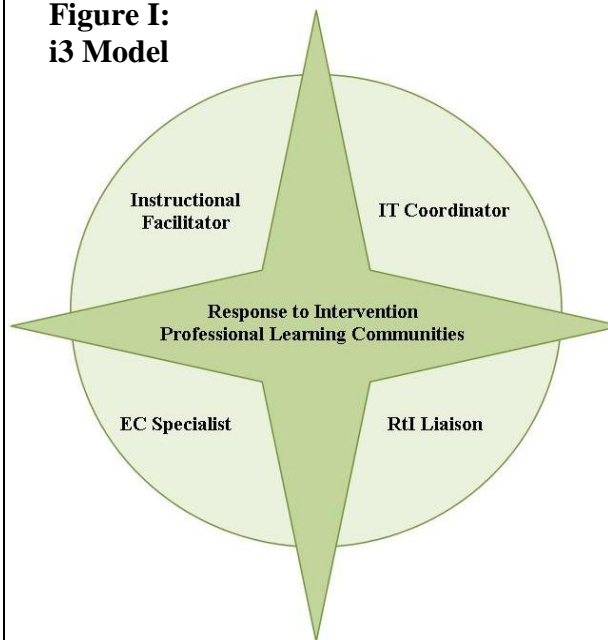 Figure I:
i3 Model
Instructional
Facilitator
IT Coordinator
Response to Intervention
Professional Learning Communities
EC Specialist
RtI Liaison